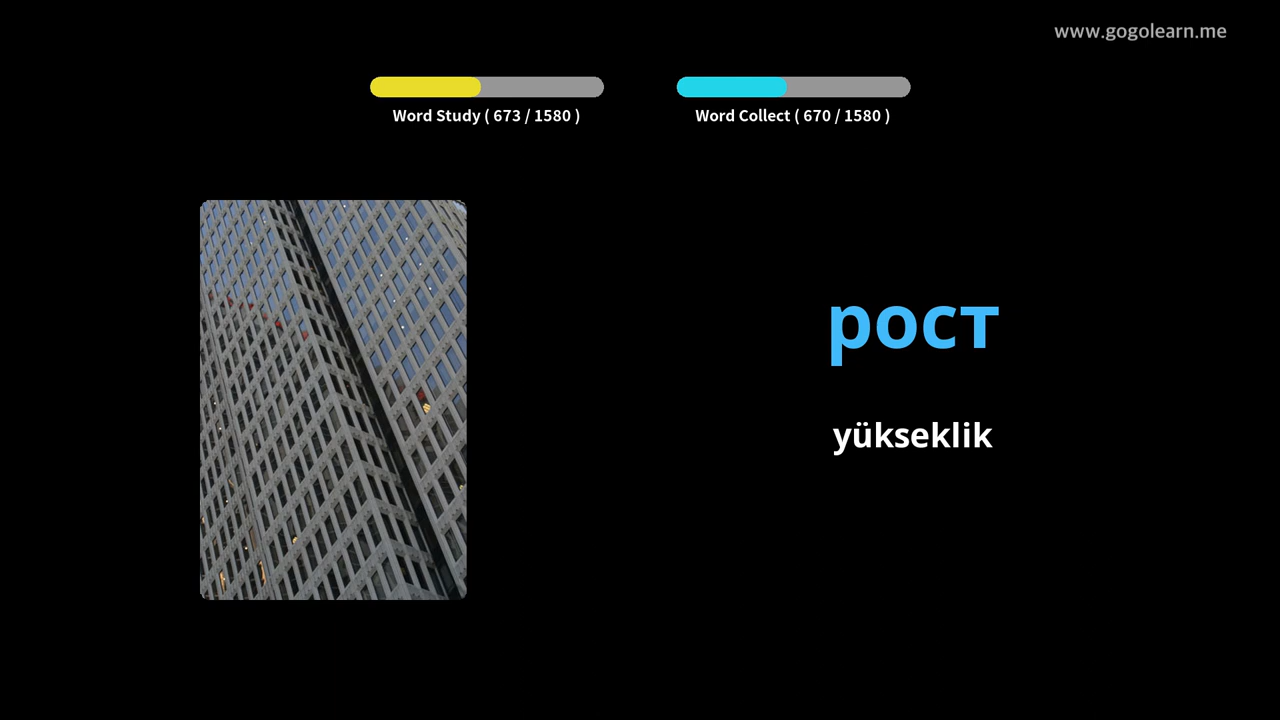 www.gogolearn.me
Word Study ( 673 / 1580 )
Word Collect ( 670 / 1580 )
рост
yükseklik